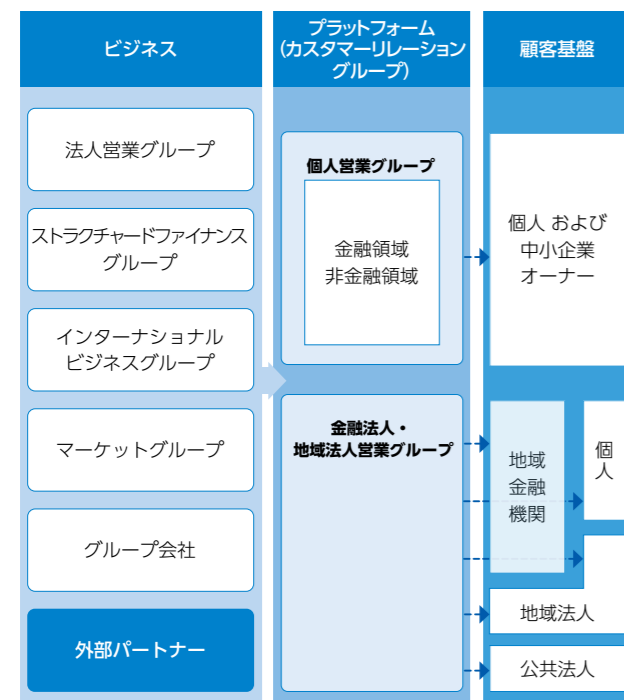 ビジネス
プラットフォーム
(カスタマーリレーション
グループ)
顧客基盤
法人営業グループ
ストラクチャードファイナンス
グループ
インターナショナル
ビジネスグループ
マーケットグループ
グループ会社
外部パートナー
個人営業グループ
金融領域
非金融領域
金融法人・
地域法人営業グループ
個人 および
中小企業
オーナー
地域
金融
機関
個
人
地域法人
公共法人